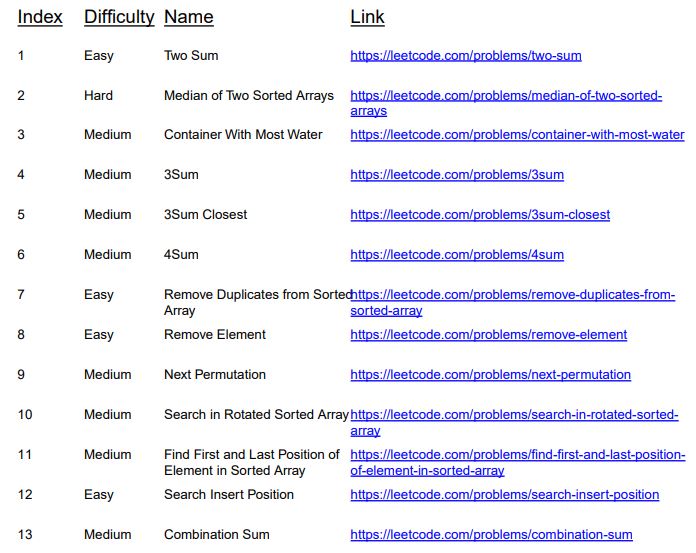 Index Difficulty Name Link
1 Easy Two Sum https://leetcode.com/problems/two-sum
2 Hard Median of Two Sorted Arrays https://leetcode.com/problems/median-of-two-sorted-
arrays
3 Medium Container With Most Water https://leetcode.com/problems/container-with-most-water
4 Medium 3Sum https://leetcode.com/problems/3sum
5 Medium 3Sum Closest https://leetcode.com/problems/3sum-closest
6 Medium 4Sum https://leetcode.com/problems/4sum
7 Easy Remove Duplicates from Sorted https://leetcode.com/problems/remove-duplicates-from-
Array sorted-array
8 Easy Remove Element https://leetcode.com/problems/remove-element
9 Medium Next Permutation https://leetcode.com/problems/next-permutation
10 Medium Search in Rotated Sorted Array https://leetcode.com/problems/search-in-rotated-sorted-
array
11 Medium Find First and Last Position of https://leetcode.com/problems/find-first-and-last-position-
Element in Sorted Array of-element-in-sorted-array
12 Easy Search Insert Position https://leetcode.com/problems/search-insert-position
13 Medium Combination Sum https://leetcode.com/problems/combination-sum